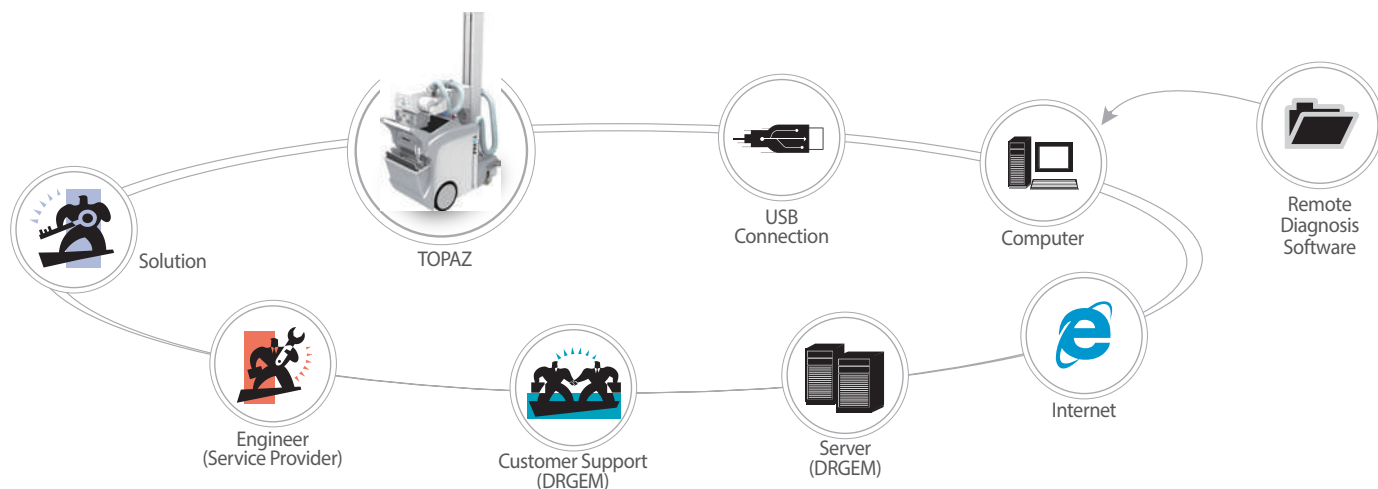 Solution
TOPAZ
USB
Connection
Computer
Remote
Diagnosis
Software
Internet
Server
(DRGEM)
Customer Support
(DRGEM)
Engineer
(Service Provider)